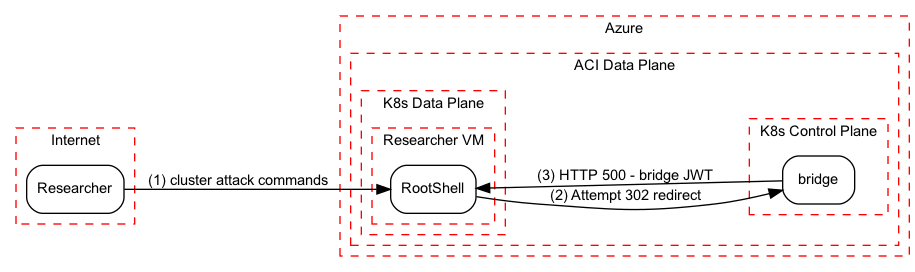 Azure
ACI Data Plane
K8s Data Plane
K8s Control Plane
Internet
Researcher VM
Researcher
(1) cluster attack commands
RootShell
(3) HTTP 500 - bridge JWT
(2) Attempt 302 redirect
bridge